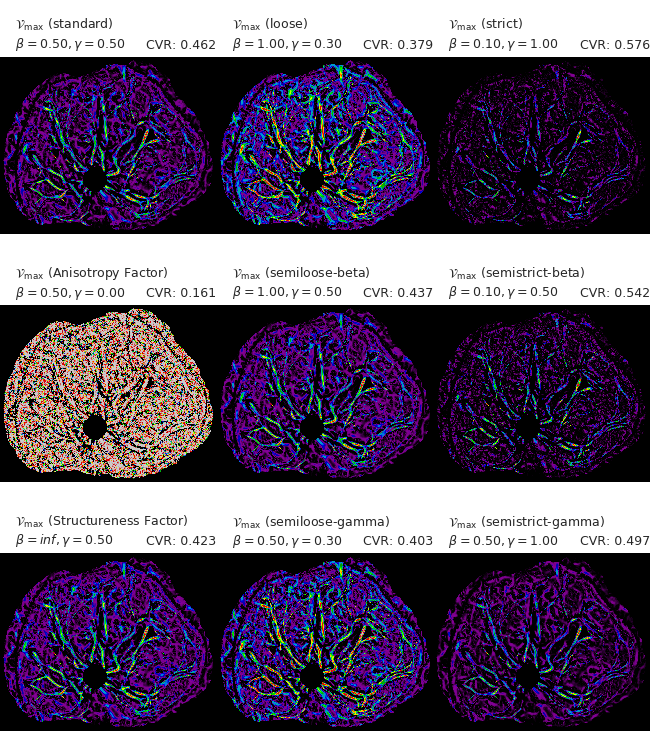 𝒱max (standard)
β = 0.50, γ = 0.50 CVR: 0.462
𝒱max (loose)
β = 1.00, γ = 0.30 CVR: 0.379
𝒱max (strict)
β = 0.10, γ = 1.00 CVR: 0.576
𝒱max (Anisotropy Factor)
β = 0.50, γ = 0.00 CVR: 0.161
𝒱max (semiloose-beta)
β = 1.00, γ = 0.50 CVR: 0.437
𝒱max (semistrict-beta)
β = 0.10, γ = 0.50 CVR: 0.542
𝒱max (Structureness Factor)
β = inf, γ = 0.50 CVR: 0.423
𝒱max (semiloose-gamma)
β = 0.50, γ = 0.30 CVR: 0.403
𝒱max (semistrict-gamma)
β = 0.50, γ = 1.00 CVR: 0.497